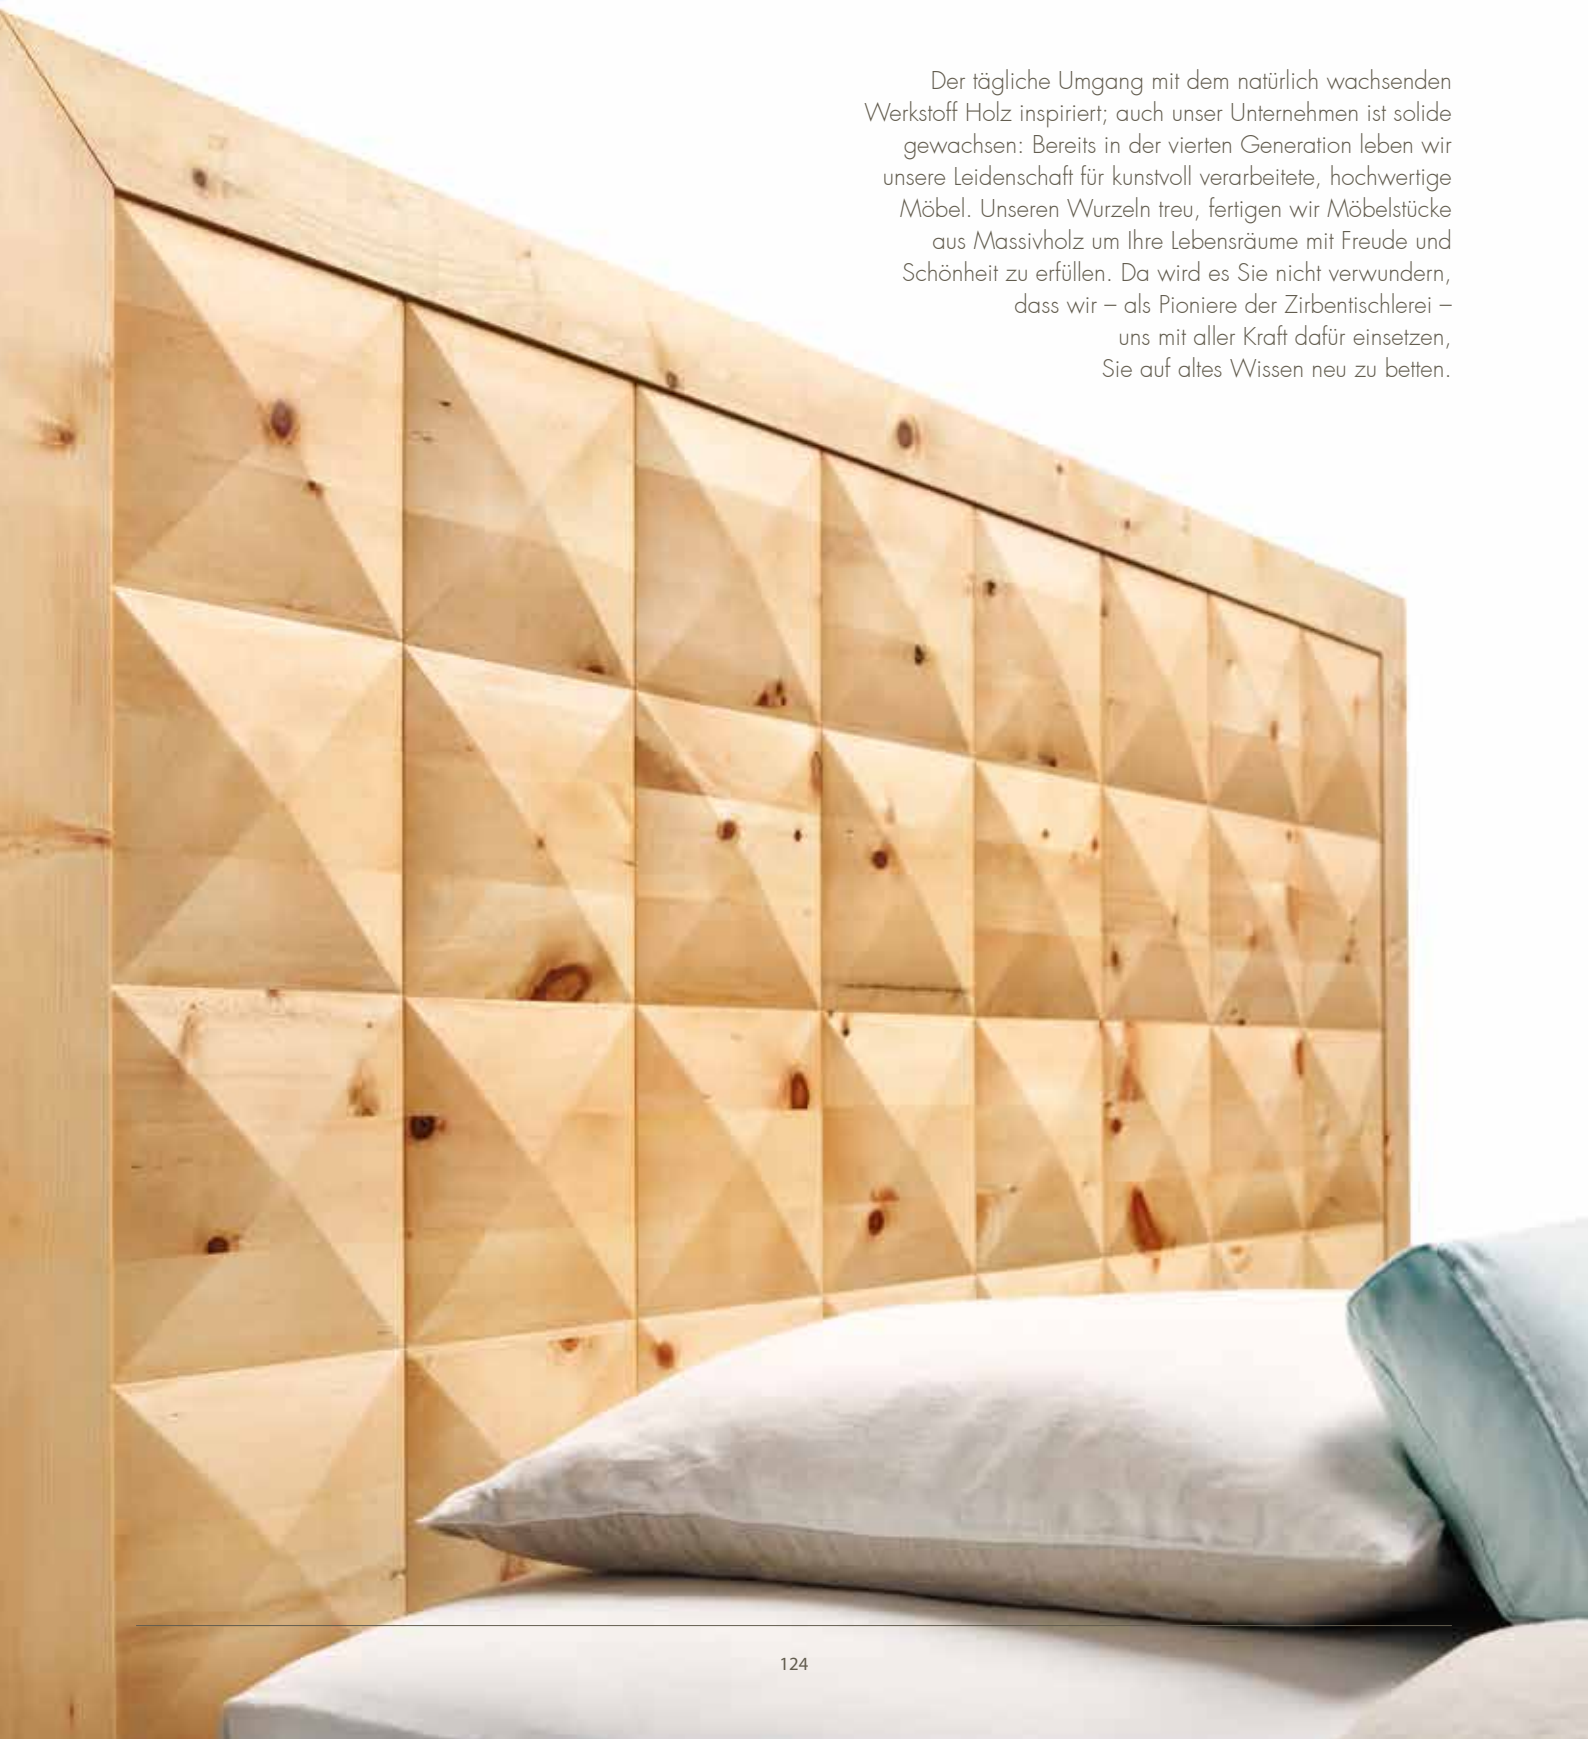 Der tägliche Umgang mit dem natürlich wachsenden
Werkstoff Holz inspiriert; auch unser Unternehmen ist solide
gewachsen: Bereits in der vierten Generation leben wir
unsere Leidenschaft für kunstvoll verarbeitete, hochwertige
Möbel. Unseren Wurzeln treu, fertigen wir Möbelstücke
aus Massivholz um Ihre Lebensräume mit Freude und
Schönheit zu erfüllen. Da wird es Sie nicht verwundern,
dass wir – als Pioniere der Zirbentischlerei –
uns mit aller Kraft dafür einsetzen,
Sie auf altes Wissen neu zu betten.
124